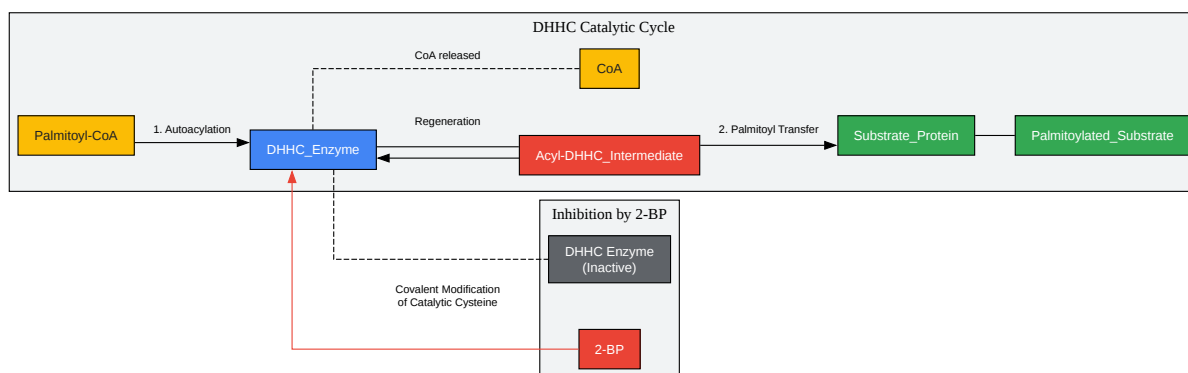 DHHC Catalytic Cycle
CoA released
CoA
Palmitoyl-CoA
1. Autoacylation
DHHC_Enzyme
Regeneration
Acyl-DHHC_Intermediate
2. Palmitoyl Transfer
Substrate_Protein
Palmitoylated_Substrate
Inhibition by 2-BP
DHHC Enzyme
(Inactive)
Covalent Modification
of Catalytic Cysteine
2-BP